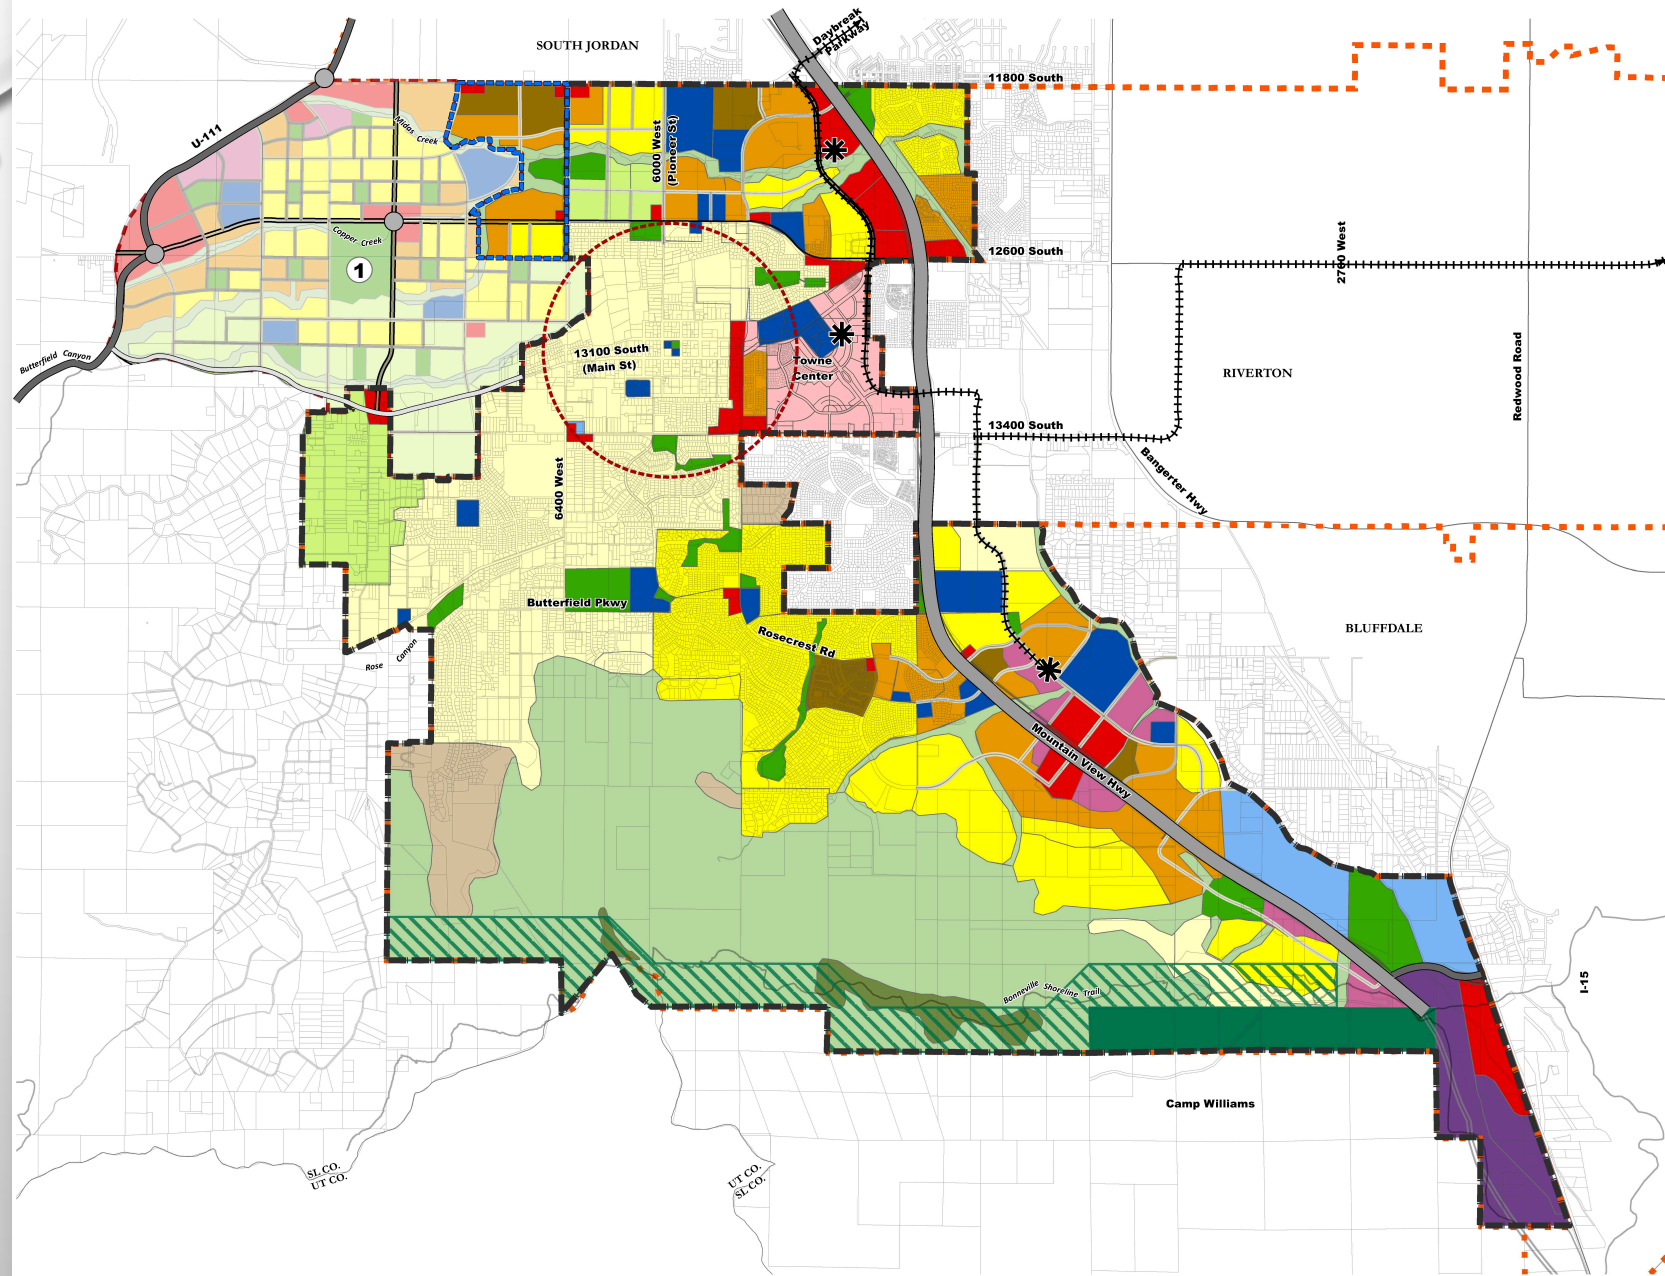 Daybreak
Parkway
SOUTH JORDAN
11800 South
U-111
Midas Creek
6000 West
(Pioneer St)
Copper Creek
1
12600 South
2700 West
Butterfield Canyon
13100 South
(Main St)
Towne
Center
RIVERTON
Redwood Road
13400 South
Bangerter Hwy
6400 West
Butterfield Pkwy
Rosecrest Rd
BLUFFDALE
Rose Canyon
Mountain View Hwy
Bonneville Shoreline Trail
I-15
Camp Williams
SL CO.
UT CO.
UT CO.
SL CO.